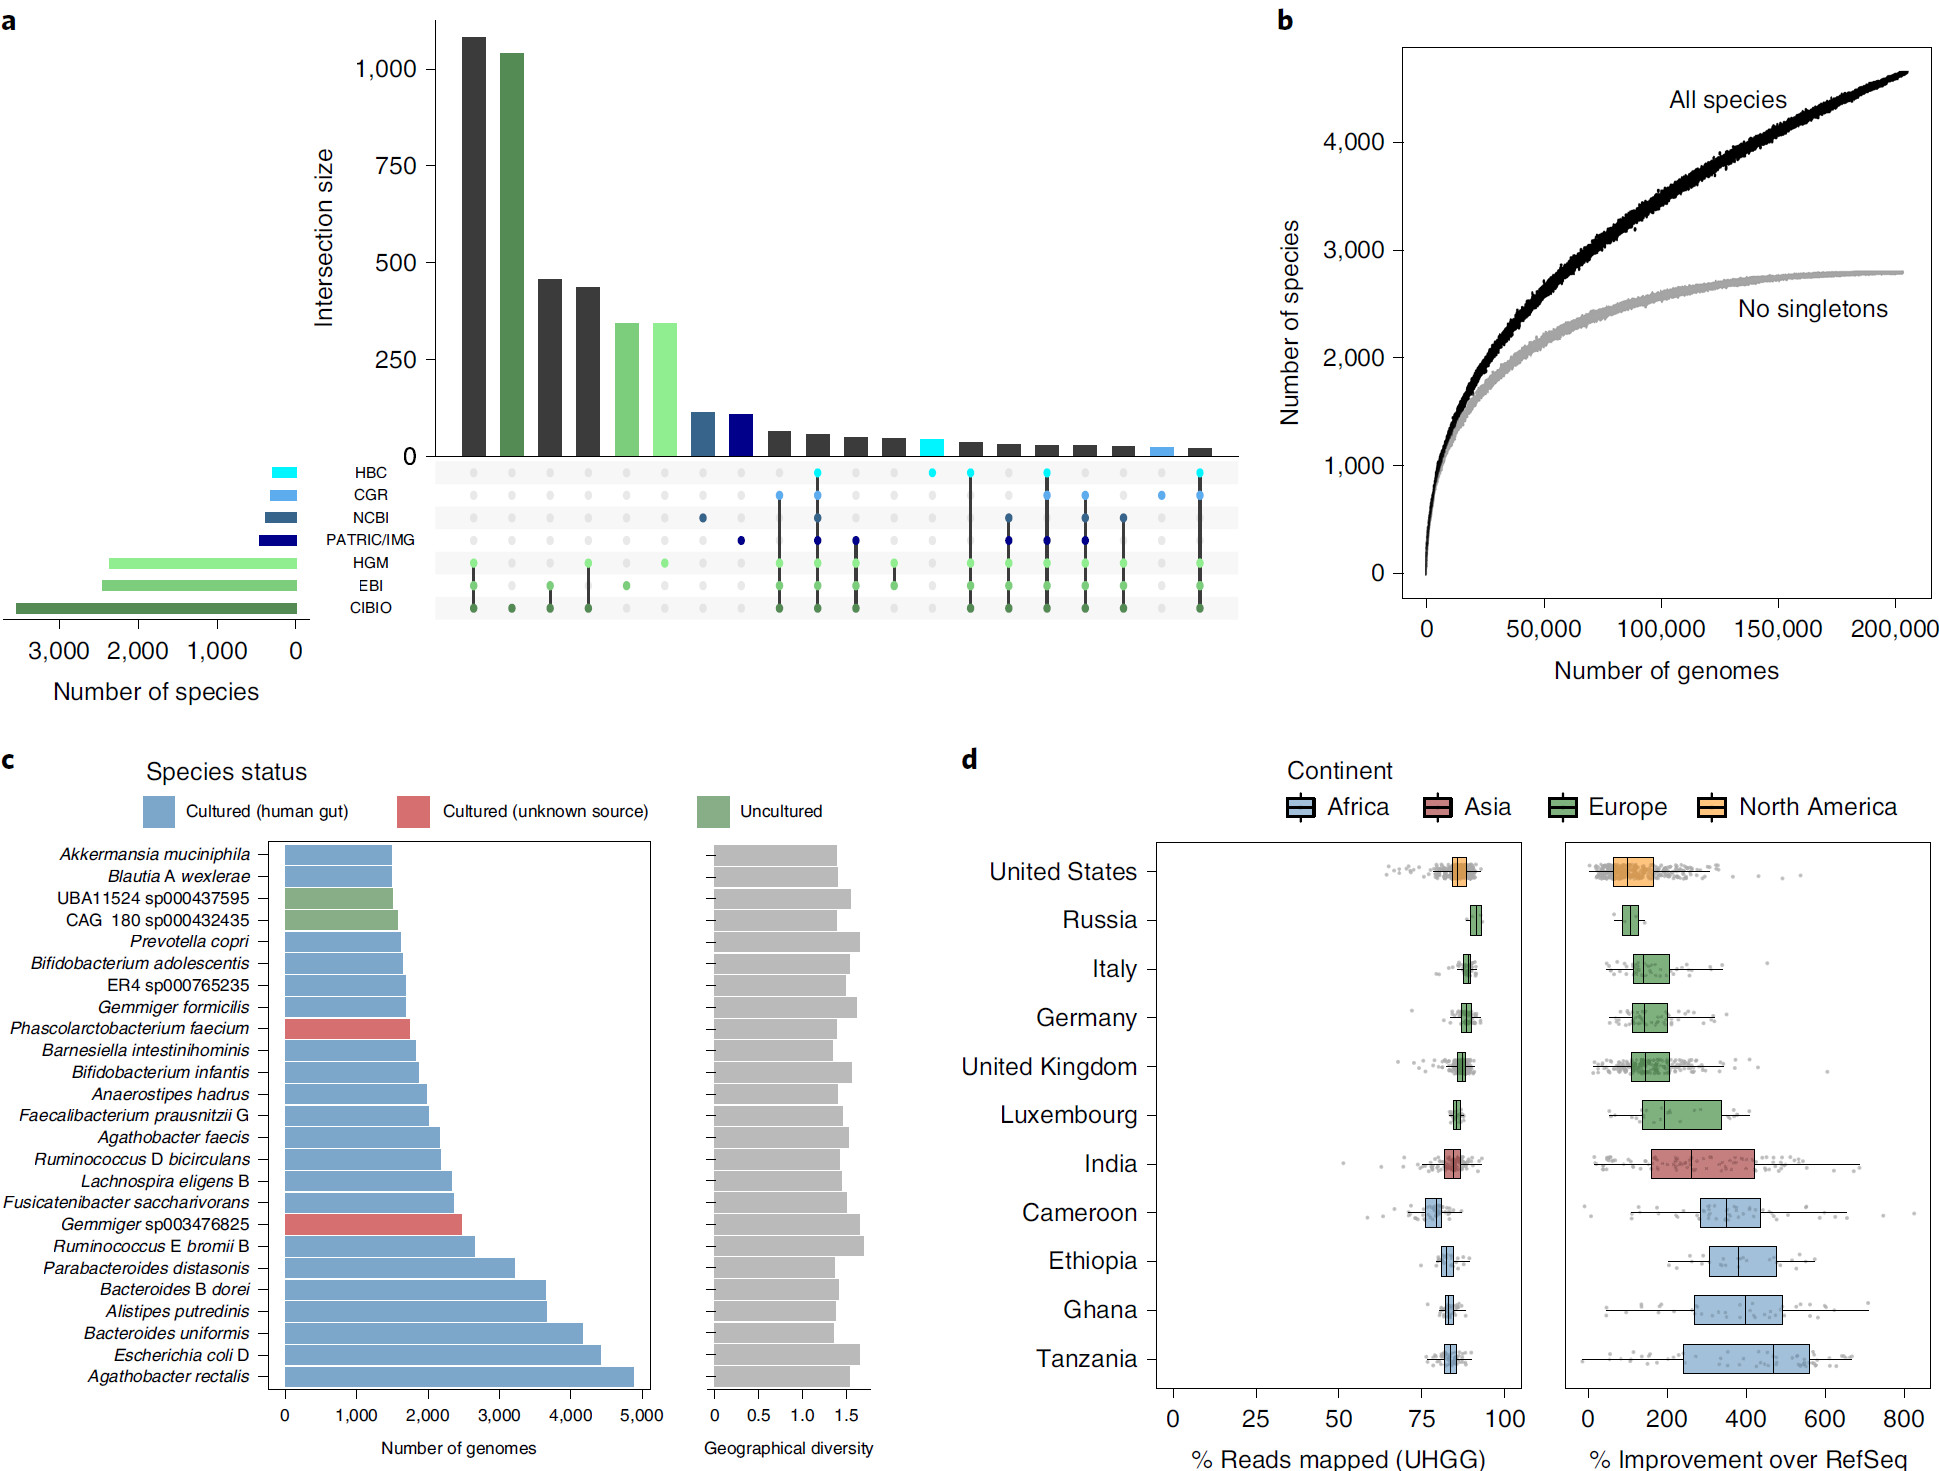 a
1,000
750
500
250
0
Intersection size
HBC
CGR
NCBI
PATRIC/IMG
HGM
EBI
CIBIO
3,000 2,000 1,000 0
Number of species
b
All species
No singletons
4,000
3,000
2,000
1,000
0
Number of species
0 50,000 100,000 150,000 200,000
Number of genomes
c
Species status
Cultured (human gut) Cultured (unknown source) Uncultured
Akkermansia muciniphila
Blautia A wexlerae
UBA11524 sp000437595
CAG 180 sp000432435
Prevotella copri
Bifidobacterium adolescentis
ER4 sp000765235
Gemmiger formicilis
Phascolarctobacterium faecium
Barnesiella intestinihominis
Bifidobacterium infantis
Anaerostipes hadrus
Faecalibacterium prausnitzii G
Agathobacter faecis
Ruminococcus D bicirculans
Lachnospira eligens B
Fusicatenibacter saccharivorans
Gemmiger sp003476825
Ruminococcus E bromii B
Parabacteroides distasonis
Bacteroides B dorei
Alistipes putredinis
Bacteroides uniformis
Escherichia coli D
Agathobacter rectalis
0 1,000 2,000 3,000 4,000 5,000
Number of genomes
0 0.5 1.0 1.5
Geographical diversity
d
Continent
Africa Asia Europe North America
United States
Russia
Italy
Germany
United Kingdom
Luxembourg
India
Cameroon
Ethiopia
Ghana
Tanzania
0 25 50 75 100
% Reads mapped (UHGG)
0 200 400 600 800
% Improvement over RefSeq